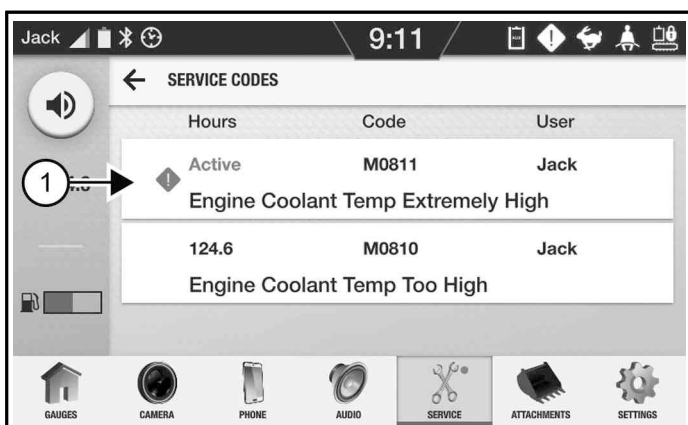 Jack 9:11
SERVICE CODES
Hours Code User
Active M0811 Jack
Engine Coolant Temp Extremely High
1
124.6 M0810 Jack
Engine Coolant Temp Too High
GAUGES CAMERA PHONE AUDIO SERVICE ATTACHMENTS SETTINGS